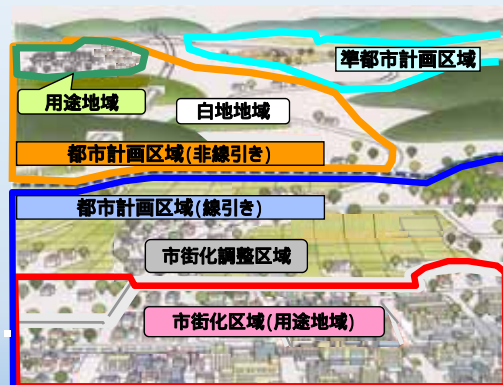 準都市計画区域
用途地域
白地地域
都市計画区域(非線引き)
都市計画区域(線引き)
市街化調整区域
市街化区域(用途地域)